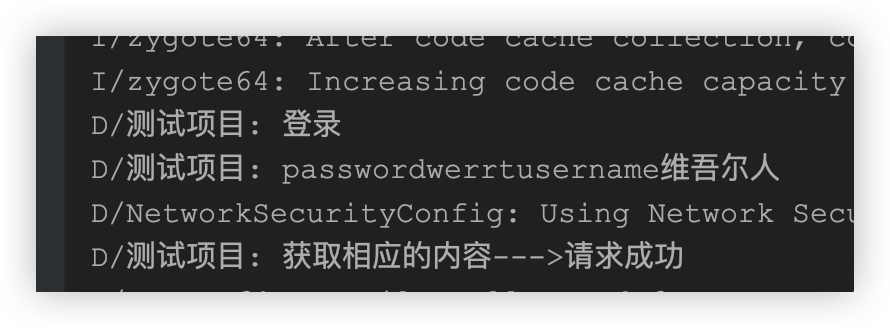 I/zygote64: After code cache collection, co
I/zygote64: Increasing code cache capacity
D/测试项目: 登录
D/测试项目: passwordwerrtusername维吾尔人
D/NetworkSecurityConfig: Using Network Secu
D/测试项目: 获取相应的内容--->请求成功